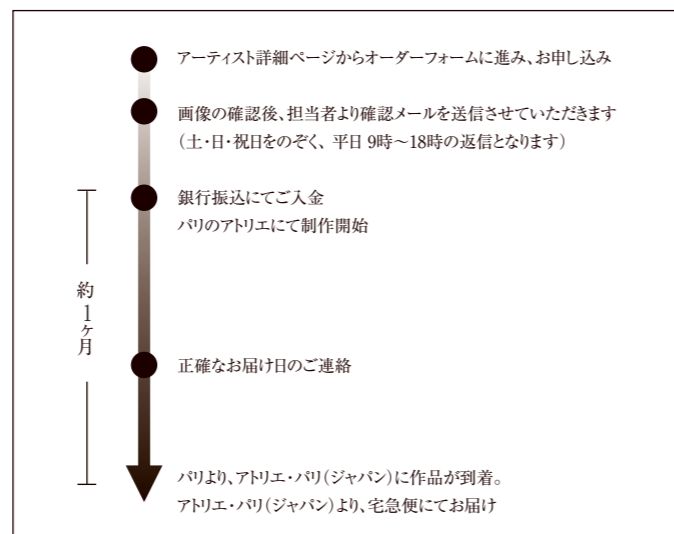 アーティスト詳細ページからオーダーフォームに進み、お申し込み
画像の確認後、担当者より確認メールを送信させていただきます
（土・日・祝日をのぞく、平日 9時～18時の返信となります）
銀行振込にてご入金
パリのアトリエにて制作開始
約1ヶ月
正確なお届け日のご連絡
パリより、アトリエ・パリ（ジャパン）に作品が到着。
アトリエ・パリ（ジャパン）より、宅急便にてお届け